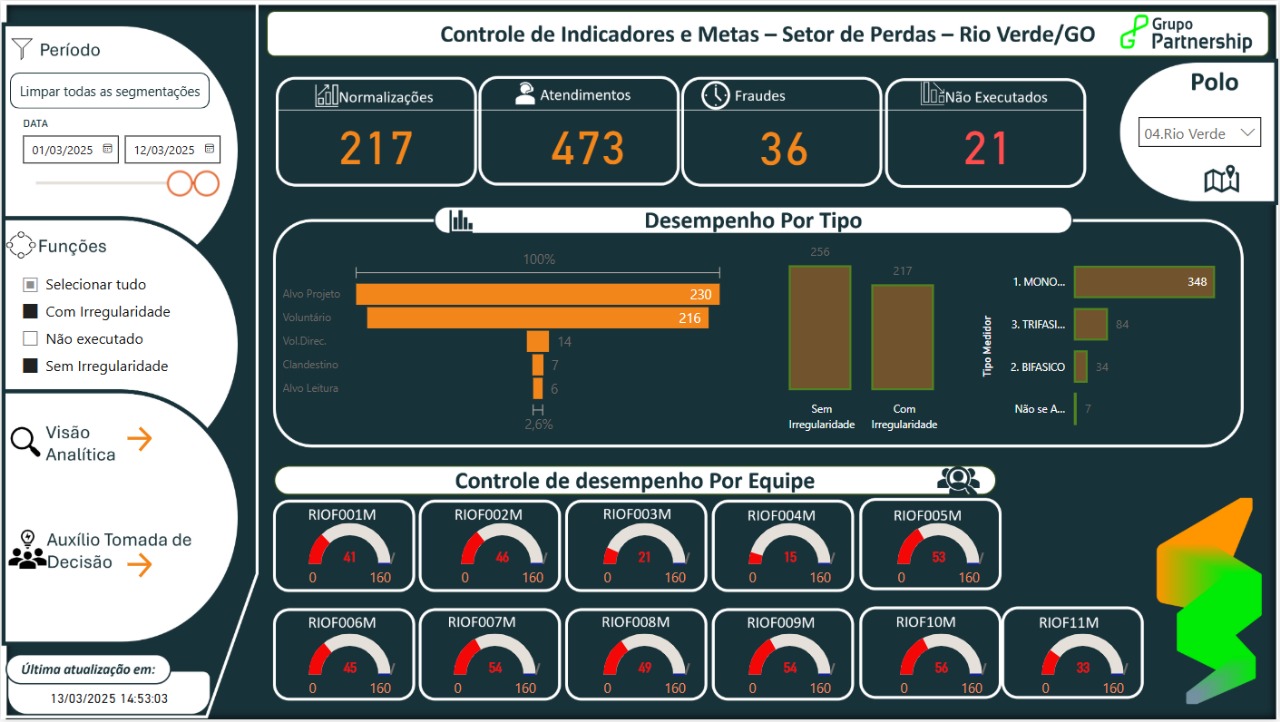 Controle de Indicadores e Metas – Setor de Perdas – Rio Verde/GO
Grupo
Partnership
Período
Limpar todas as segmentações
DATA
01/03/2025
12/03/2025
Funções
Selecionar tudo
Com Irregularidade
Não executado
Sem Irregularidade
Visão
Analítica
Auxílio Tomada de
Decisão
Última atualização em:
13/03/2025 14:53:03
Normalizações
217
Atendimentos
473
Fraudes
36
Não Executados
21
Polo
04.Rio Verde
Desempenho Por Tipo
100%
Alvo Projeto 230
Voluntário 216
Vol.Direc. 14
Clandestino 7
Alvo Leitura 6
2,6%
256
217
Sem
Irregularidade
Com
Irregularidade
Tipo Medidor
1. MONO... 348
3. TRIFASI... 84
2. BIFASICO 34
Não se A... 7
Controle de desempenho Por Equipe
RIOF001M
41
0 160
RIOF002M
46
0 160
RIOF003M
21
0 160
RIOF004M
15
0 160
RIOF005M
53
0 160
RIOF006M
45
0 160
RIOF007M
54
0 160
RIOF008M
49
0 160
RIOF009M
54
0 160
RIOF10M
56
0 160
RIOF11M
33
0 160